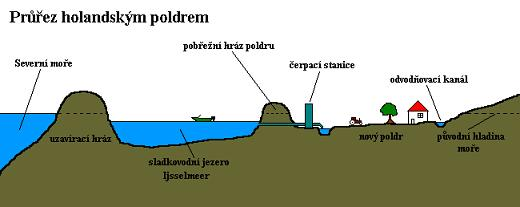 Průřez holandským poldrem
pobřežní hráz poldru
Severní moře
čerpací stanice
odvodňovací kanál
uzavírací hráz
nový poldr
původní hladina
moře
sladkovodní jezero
Ijsselmeer